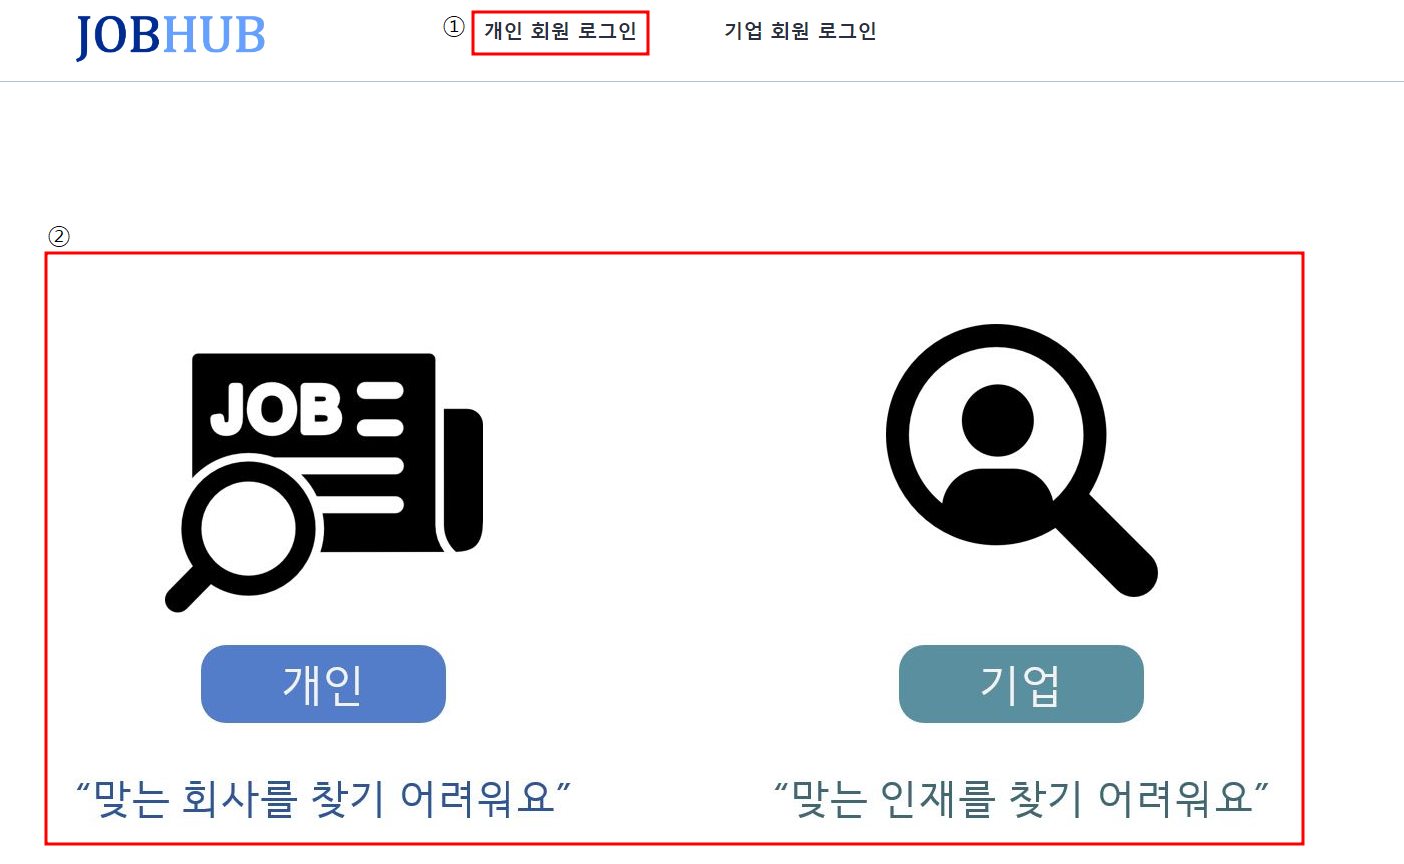 JOBHUB
① 개인 회원 로그인 기업 회원 로그인
②
JOB
개인 기업
“맞는 회사를 찾기 어려워요” “맞는 인재를 찾기 어려워요”